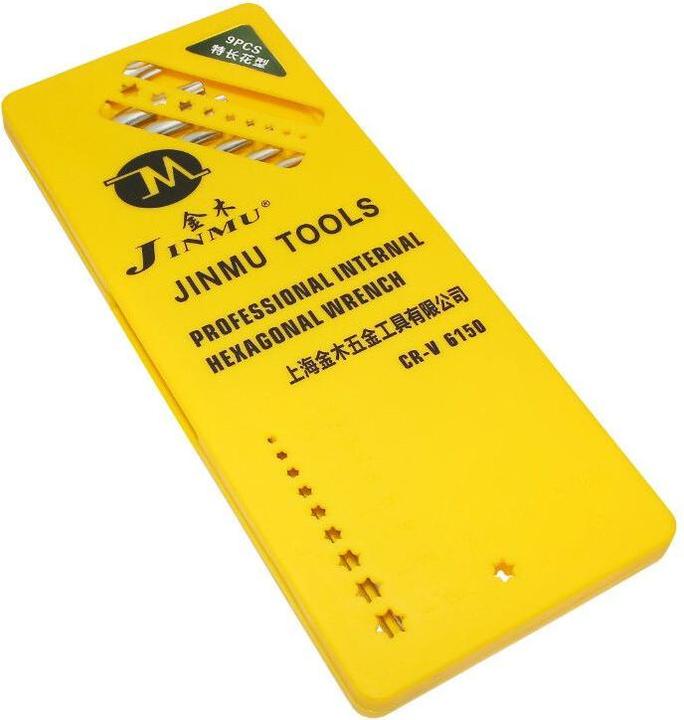 9PCS
特长花型
M
金木
JINMU®
JINMU TOOLS
PROFESSIONAL INTERNAL
HEXAGONAL WRENCH
上海金木五金工具有限公司
CR-V 6150